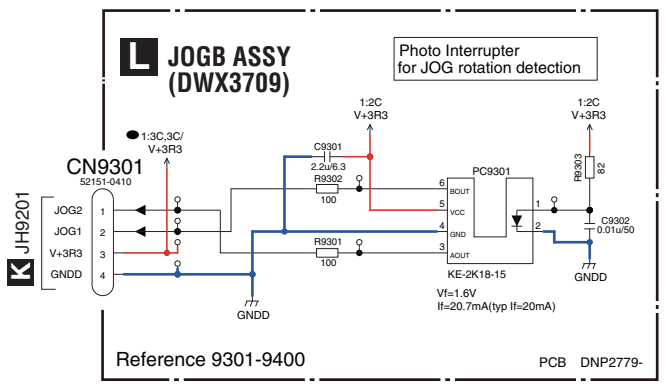 L JOGB ASSY
(DWX3709)
Photo Interrupter
for JOG rotation detection
1:2C
V+3R3
1:2C
V+3R3
1:3C,3C/
V+3R3
C9301
2.2u/6.3
R9302
100
R9303
82
CN9301
52151-0410
PC9301
K JH9201
JOG2 1
JOG1 2
V+3R3 3
GNDD 4
6 BOUT
5 VCC
4 GND
3 AOUT
1
2
C9302
0.01u/50
R9301
100
KE-2K18-15
GNDD
GNDD
Vf=1.6V
If=20.7mA(typ If=20mA)
Reference 9301-9400
PCB DNP2779-